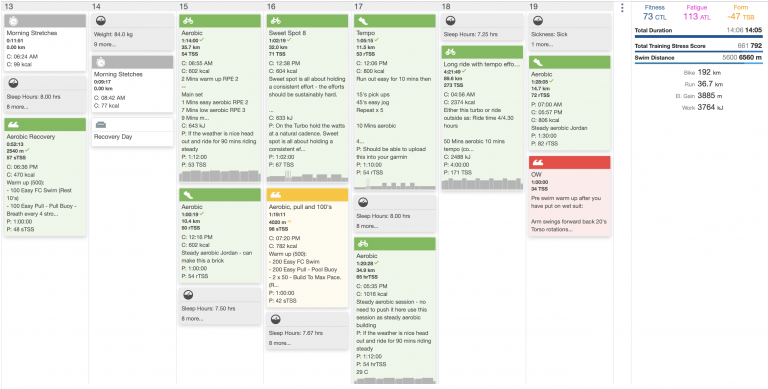 13
Morning Stretches
1:51:51
0.00 km
C: 06:24 AM
C: 99 kcal
Sleep Hours: 8.00 hrs
8 more...
Aerobic Recovery
0:52:13
2540 m
57 sTSS
C: 06:36 PM
C: 470 kcal
Warm up (500):
- 100 Easy FC Swim (Rest
10's)
- 100 Easy Pull - Pull Buoy -
Breath every 4 stro...
P: 1:00:00
P: 48 sTSS
14
Weight: 84.0 kg
9 more...
Morning Stretches
0:09:17
0.00 km
C: 08:42 AM
C: 77 kcal
Recovery Day
15
Aerobic
1:14:00
35.7 km
54 TSS
C: 06:55 AM
C: 602 kcal
2 Mins warm up RPE 2
--
Main set
1 Mins easy aerobic RPE 2
7 Mins low aerobic RPE 3
9 Mins m...
C: 643 kJ
P: If the weather is nice head
out and ride for 90 mins riding
steady
P: 1:12:00
P: 53 TSS
Aerobic
1:00:19
10.4 km
50 rTSS
C: 12:16 PM
C: 602 kcal
Steady aerobic Jordan - can
make this a brick
P: 1:00:00
P: 54 rTSS
Sleep Hours: 7.50 hrs
8 more...
16
Sweet Spot 8
1:02:19
32.0 km
71 TSS
C: 12:38 PM
C: 604 kcal
Sweet spot is all about holding
a consistent effort - the efforts
should be sustainably hard.
...
C: 633 kJ
P: On the Turbo hold the watts
at a natural cadence. Sweet
spot is all about holding a
consistent ef...
P: 1:02:00
P: 67 TSS
Aerobic, pull and 100's
1:19:11
4020 m
98 sTSS
C: 07:20 PM
C: 782 kcal
Warm up (500):
- 200 Easy FC Swim
- 200 Easy Pull - Pool Buoy
- 2 x 50 - Build To Max Pace.
(R...
P: 1:00:00
P: 42 sTSS
Sleep Hours: 7.67 hrs
8 more...
17
Tempo
1:05:15
11.5 km
53 rTSS
C: 12:06 PM
C: 800 kcal
Run out easy for 10 mins then
15's pick ups
45's easy jog
Repeat x 5
10 Mins aerobic
4...
P: Should be able to upload
this into your garmin
P: 1:10:00
P: 54 rTSS
Sleep Hours: 8.00 hrs
8 more...
Aerobic
1:20:28
34.9 km
65 hrTSS
C: 05:35 PM
C: 1016 kcal
Steady aerobic session - no
need to push it here use this
session as steady aerobic
building
P: If the weather is nice head
out and ride for 90 mins riding
steady
P: 1:12:00
P: 54 hrTSS
29 C
18
Sleep Hours: 7.25 hrs
8 more...
Long ride with tempo effo...
4:21:49
89.6 km
273 TSS
C: 04:56 AM
C: 2374 kcal
Either this turbo or ride
outside as: Ride time 4/4.30
hours
50 Mins aerobic 10 mins
tempo (co...
C: 2488 kJ
P: 4:00:00
P: 171 TSS
19
Sickness: Sick
1 more...
Aerobic
1:28:05
14.7 km
72 rTSS
P: 07:00 AM
C: 05:57 PM
C: 806 kcal
Steady aerobic Jordan
P: 1:30:00
P: 82 rTSS
OW
1:00:00
34 TSS
Pre swim warm up after you
have put on wet suit:
Arm swings forward back 20's
Torso rotations...
Fitness Fatigue Form
73 CTL 113 ATL -47 TSB
Total Duration 14:06 14:05
Total Training Stress Score 661 792
Swim Distance 5600 6560 m
Bike 192 km
Run 36.7 km
El. Gain 3885 m
Work 3764 kJ